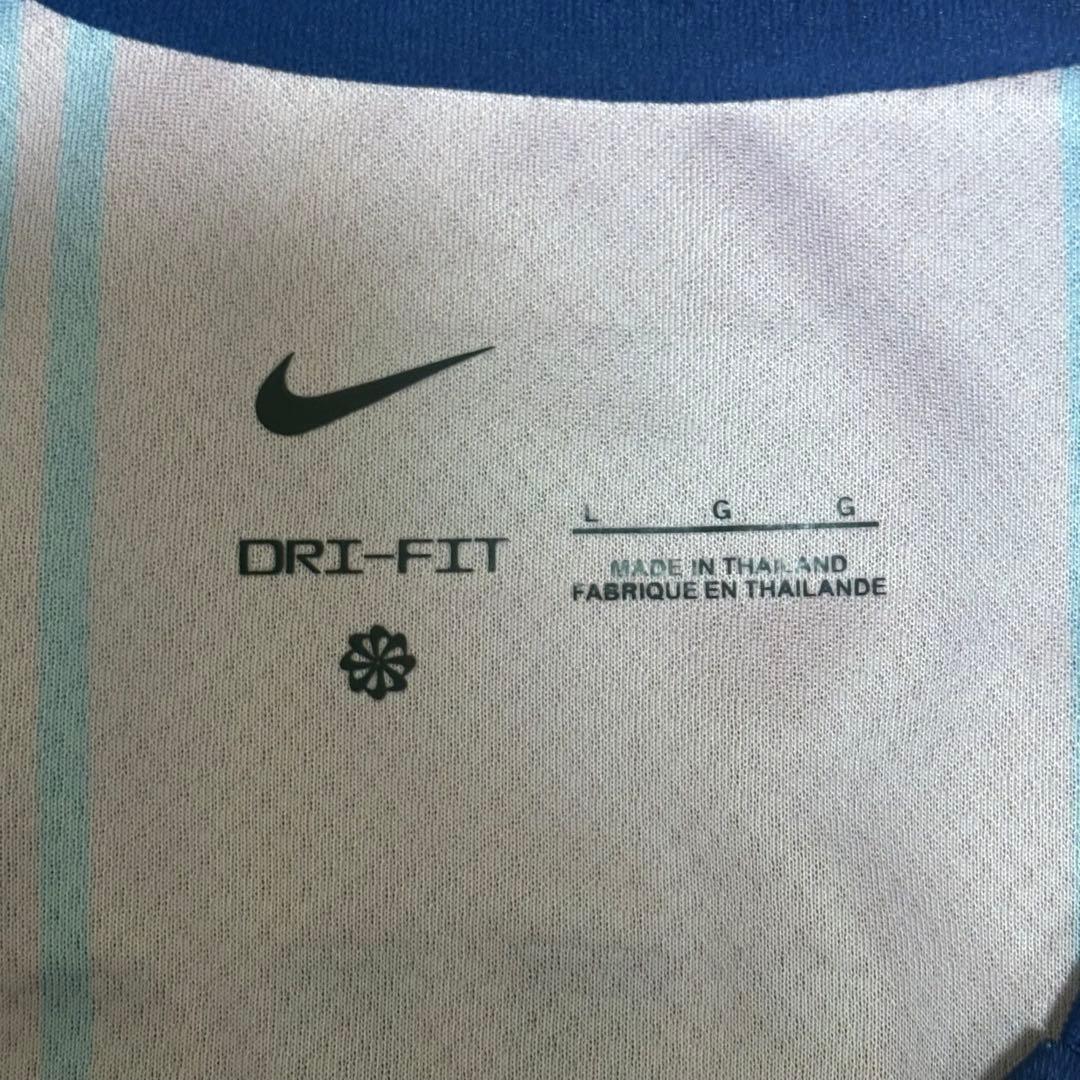 DRI-FIT
L G G
MADE IN THAILAND
FABRIQUE EN THAILANDE